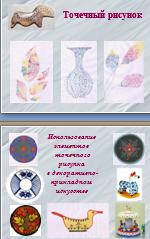 Точечный рисунок
Использование
элементов
точечного
рисунка
в декоративно-
прикладном
искусстве